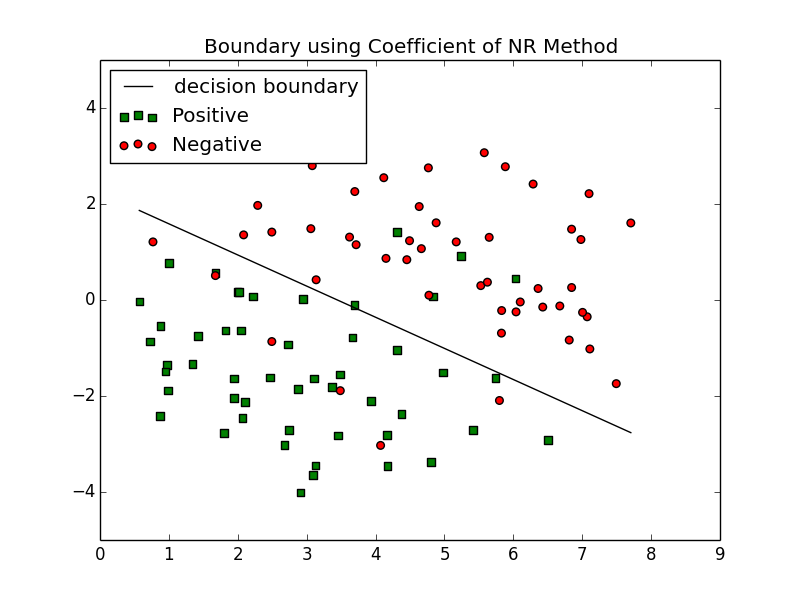 Boundary using Coefficient of NR Method
decision boundary
Positive
Negative
4
2
0
−2
−4
0 1 2 3 4 5 6 7 8 9